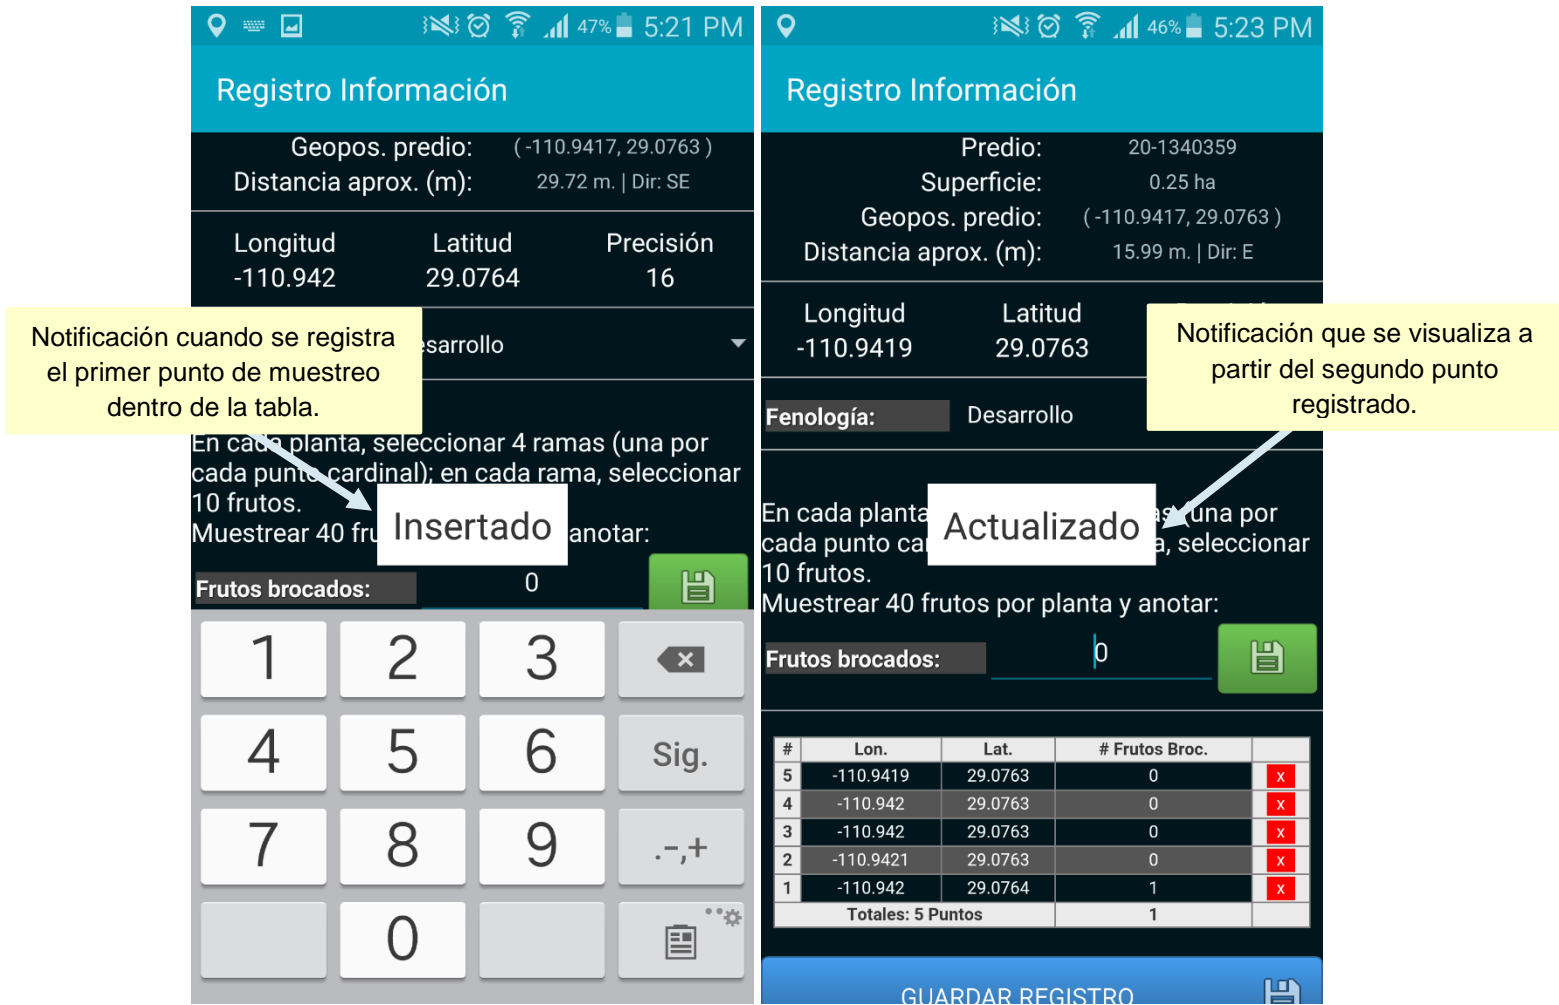 47% 5:21 PM
Registro Información
Geopos. predio: (-110.9417, 29.0763 )
Distancia aprox. (m): 29.72 m. | Dir: SE
Longitud Latitud Precisión
-110.942 29.0764 16
Notificación cuando se registra
el primer punto de muestreo
dentro de la tabla.
esarrollo
En cada planta, seleccionar 4 ramas (una por
cada punto cardinal); en cada rama, seleccionar
10 frutos.
Muestrear 40 fru anotar:
Insertado
Frutos brocados: 0
1 2 3
4 5 6 Sig.
7 8 9 .-,+
0
46% 5:23 PM
Registro Información
Predio: 20-1340359
Superficie: 0.25 ha
Geopos. predio: (-110.9417, 29.0763 )
Distancia aprox. (m): 15.99 m. | Dir: E
Longitud Latitud
-110.9419 29.0763
Notificación que se visualiza a
partir del segundo punto
registrado.
Fenología: Desarrollo
En cada planta as (una por
cada punto car a, seleccionar
10 frutos.
Muestrear 40 frutos por planta y anotar:
Actualizado
Frutos brocados: 0
# Lon. Lat. # Frutos Broc.
5 -110.9419 29.0763 0 x
4 -110.942 29.0763 0 x
3 -110.942 29.0763 0 x
2 -110.9421 29.0763 0 x
1 -110.942 29.0764 1 x
Totales: 5 Puntos 1
GUARDAR REGISTRO